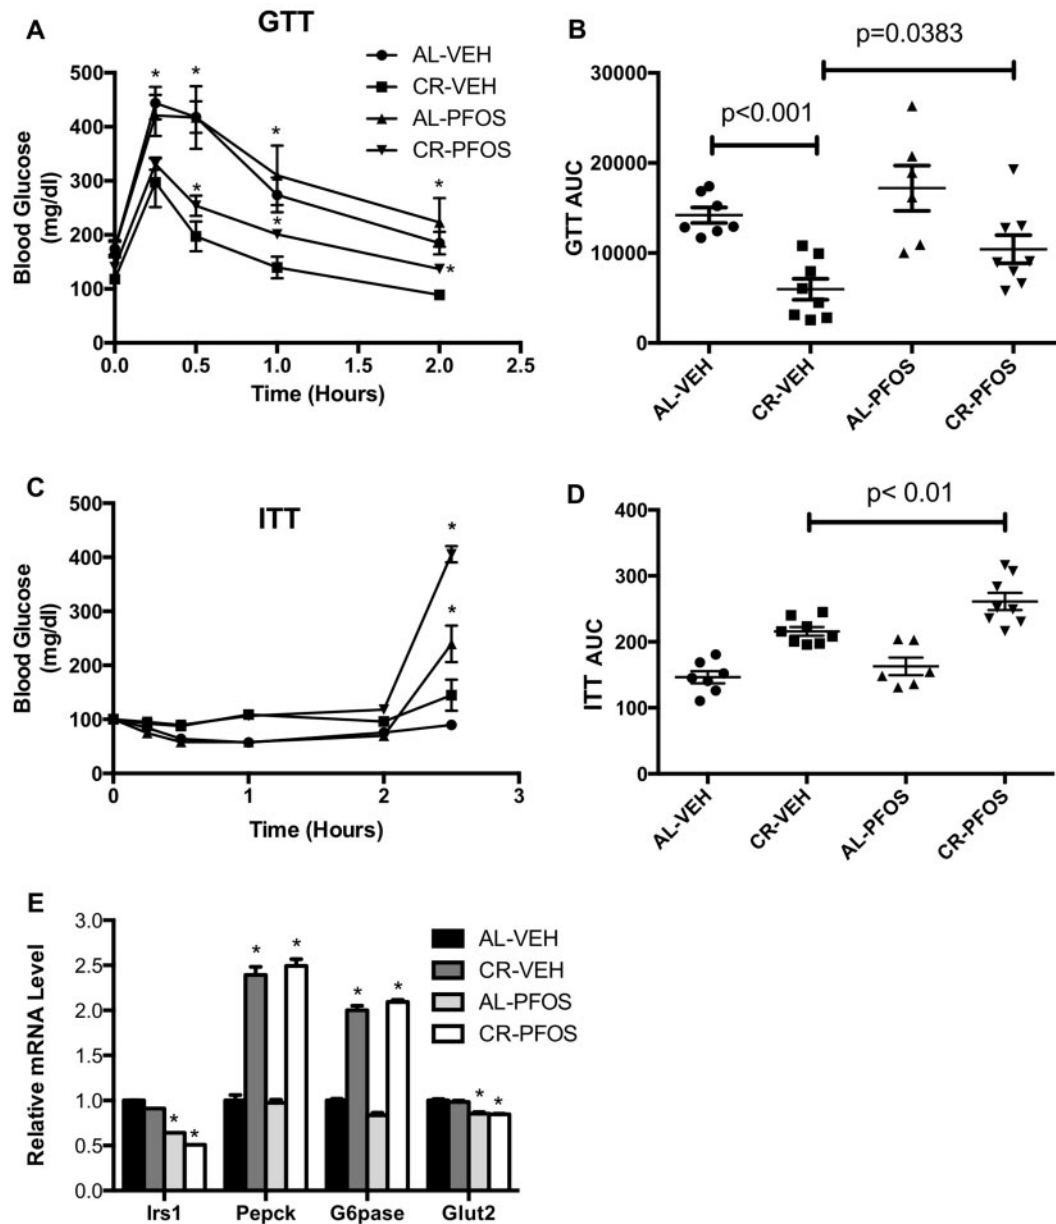 A
GTT
AL-VEH
CR-VEH
AL-PFOS
CR-PFOS
500
400
300
200
100
0
Blood Glucose
(mg/dl)
* * * *
* * *
0.0 0.5 1.0 1.5 2.0 2.5
Time (Hours)
B
p=0.0383
p<0.001
30000
20000
10000
0
GTT AUC
AL-VEH
CR-VEH
AL-PFOS
CR-PFOS
C
ITT
500
400
300
200
100
0
Blood Glucose
(mg/dl)
*
*
0 1 2 3
Time (Hours)
D
p< 0.01
400
300
200
100
0
ITT AUC
AL-VEH
CR-VEH
AL-PFOS
CR-PFOS
E
3.0
2.5
2.0
1.5
1.0
0.5
0.0
Relative mRNA Level
AL-VEH
CR-VEH
AL-PFOS
CR-PFOS
* * * *
* * * *
Irs1 Pepck G6pase Glut2